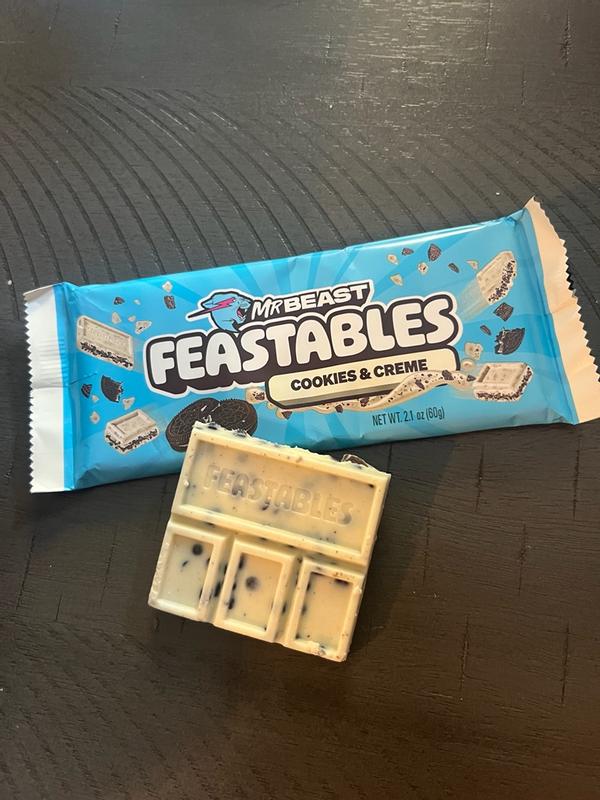 MRBEAST
FEASTABLES
COOKIES & CREME
NET WT. 2.1 oz (60g)
FEASTABLES